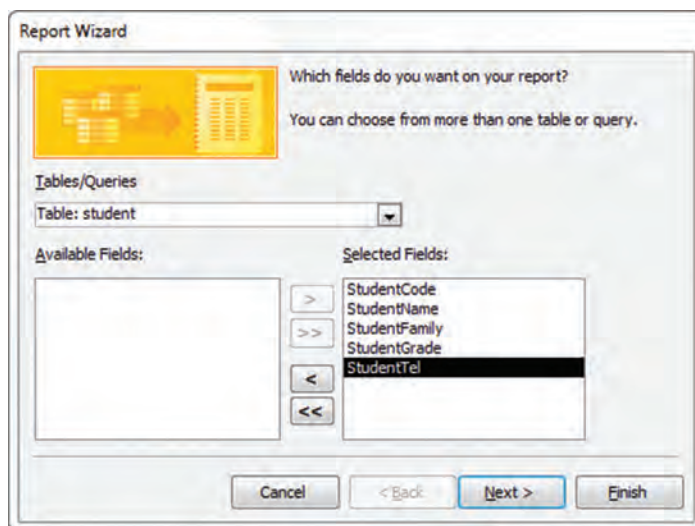 Report Wizard
Which fields do you want on your report?
You can choose from more than one table or query.
Tables/Queries
Table: student
Available Fields:
Selected Fields:
StudentCode
StudentName
StudentFamily
StudentGrade
StudentTel
>
>>
<
<<
Cancel
< Back
Next >
Finish